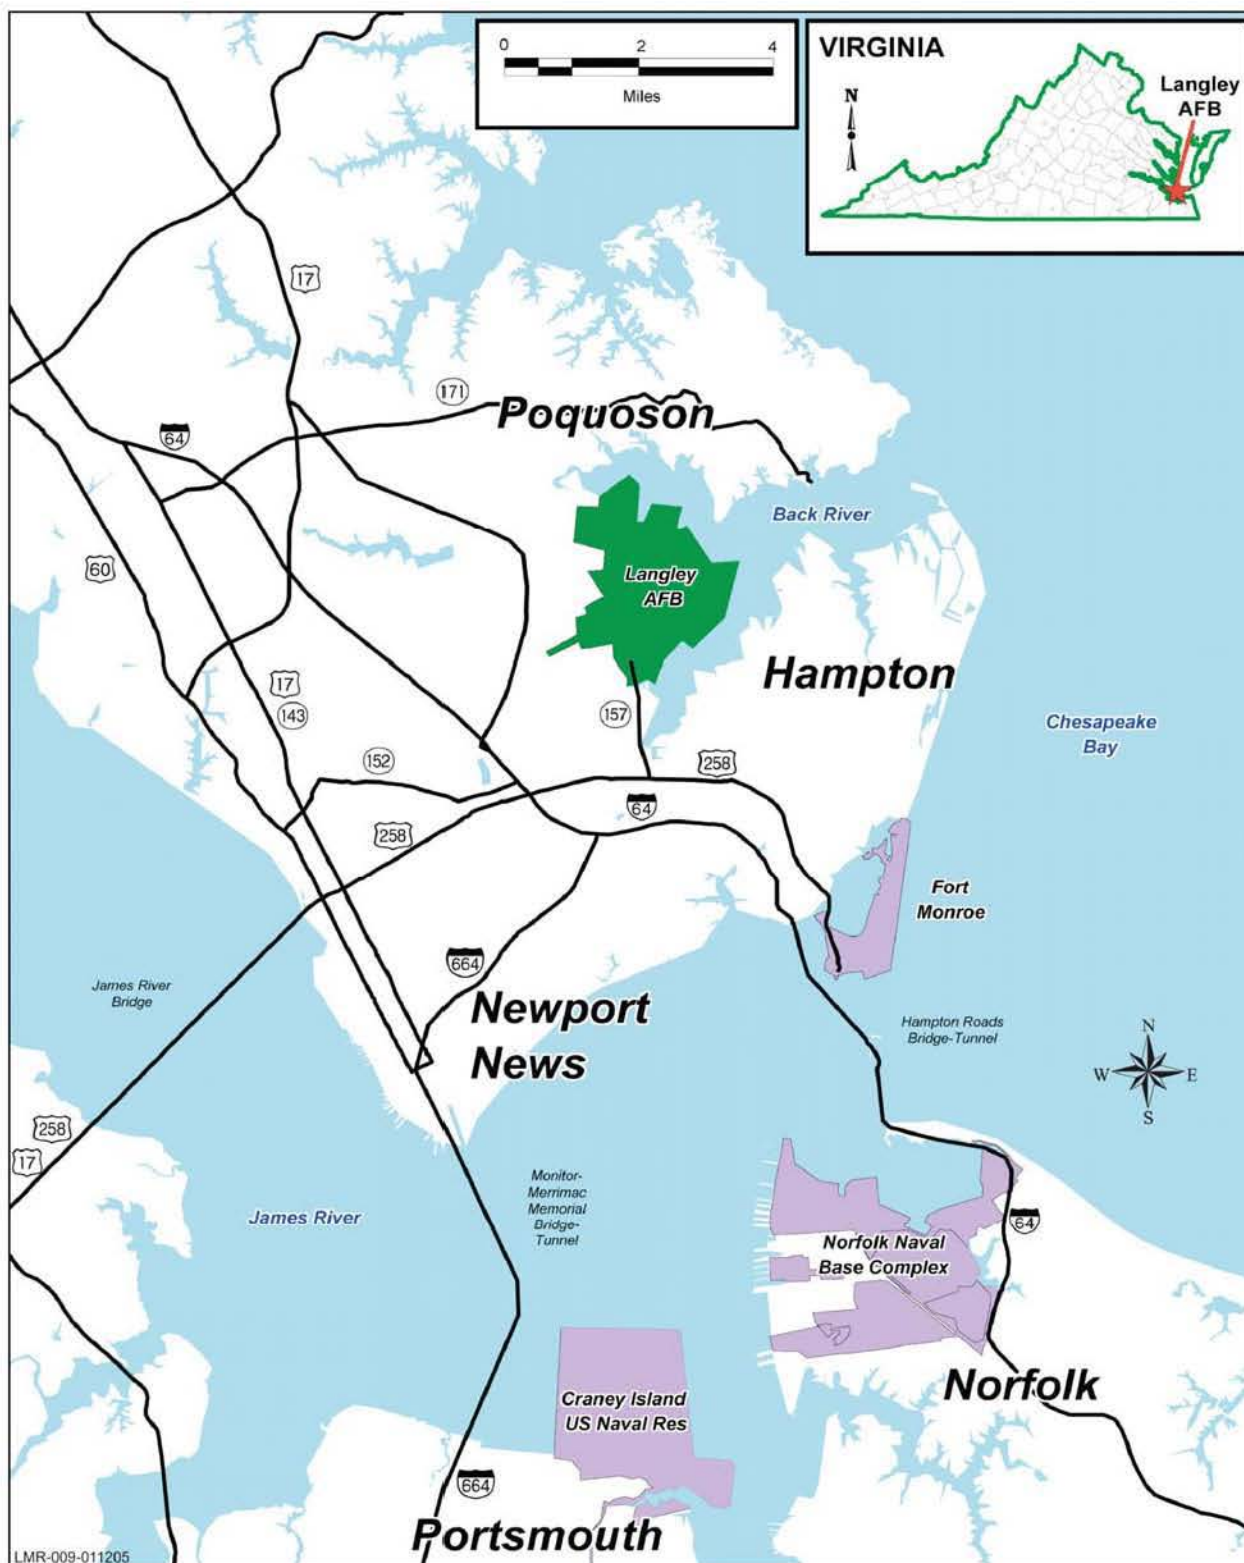 0 2 4
Miles
VIRGINIA
N
Langley
AFB
17
171
Poquoson
64
Back River
60
Langley
AFB
Hampton
17
143
157
Chesapeake
Bay
152
258
64
258
Fort
Monroe
664
James River
Bridge
Newport
News
Hampton Roads
Bridge-Tunnel
N
W E
S
258
17
Monitor-
Merrimac
Memorial
Bridge-
Tunnel
James River
64
Norfolk Naval
Base Complex
Norfolk
Craney Island
US Naval Res
664
Portsmouth
LMR-009-011205